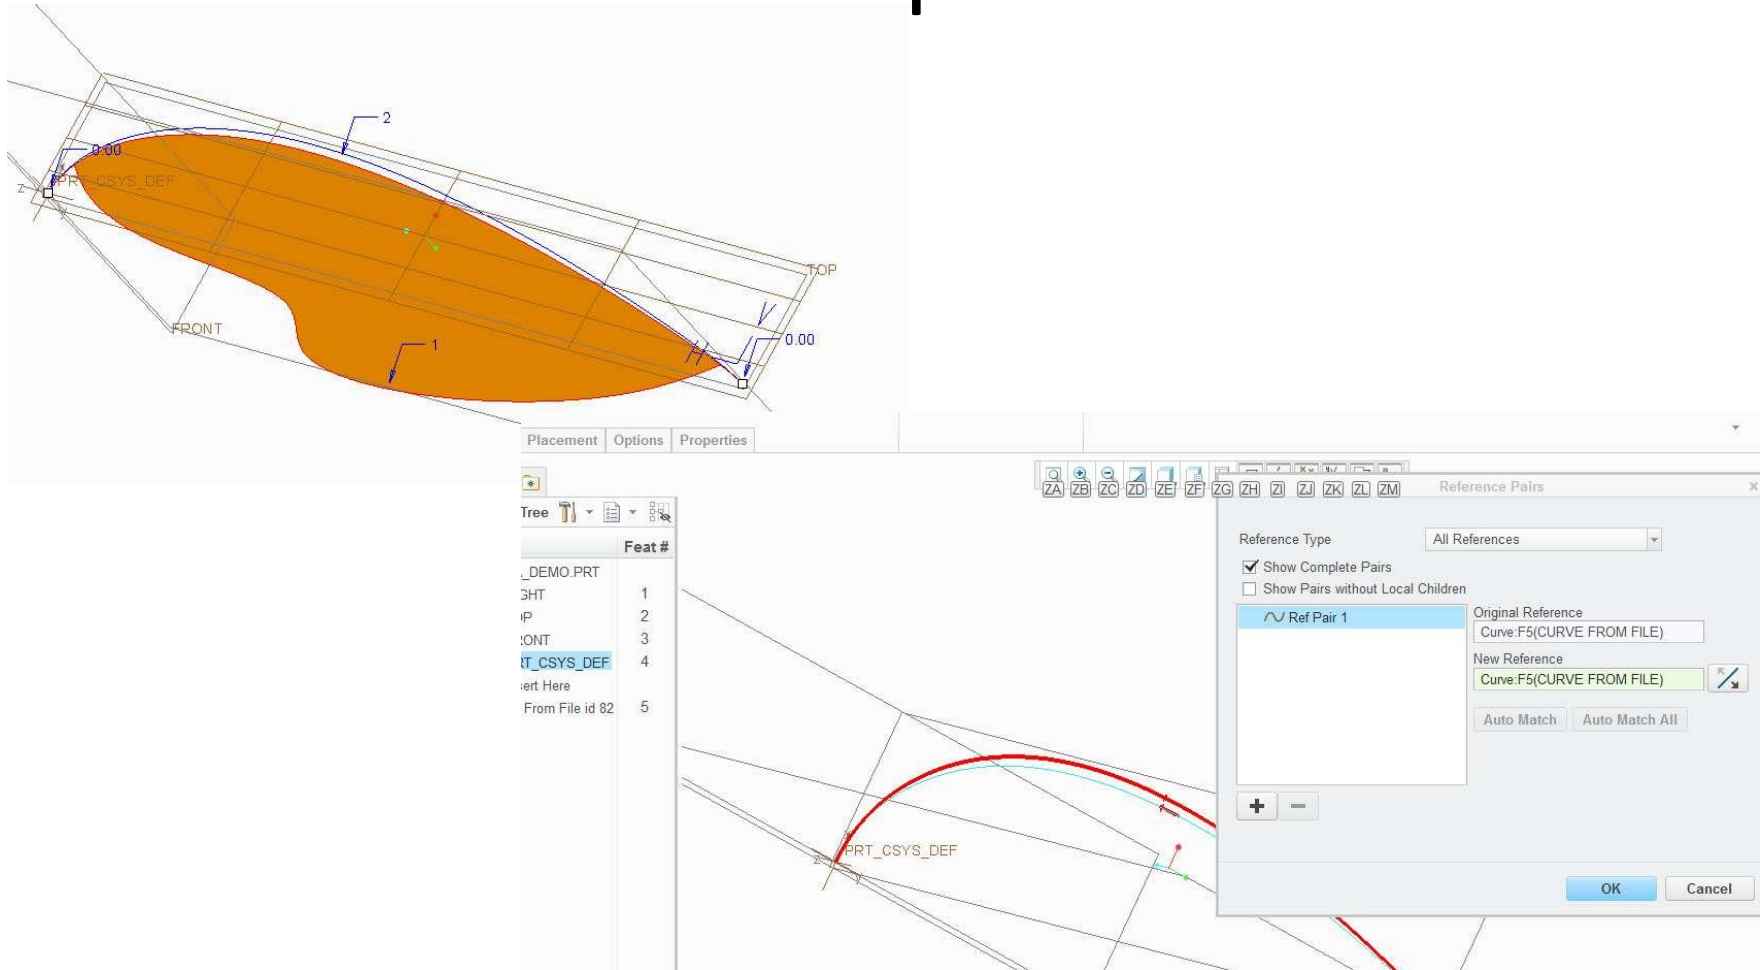 2
0.00
PRT_CSYS_DEF
Z
TOP
FRONT
1
0.00
Placement Options Properties
ZA ZB ZC ZD ZE ZF ZG ZH ZI ZJ ZK ZL ZM
Reference Pairs
Tree
Feat #
_DEMO.PRT
GHT 1
OP 2
RONT 3
RT_CSYS_DEF 4
sert Here
From File id 82 5
Reference Type All References
Show Complete Pairs
Show Pairs without Local Children
Ref Pair 1
Original Reference
Curve:F5(CURVE FROM FILE)
New Reference
Curve:F5(CURVE FROM FILE)
Auto Match Auto Match All
PRT_CSYS_DEF
Z
OK Cancel